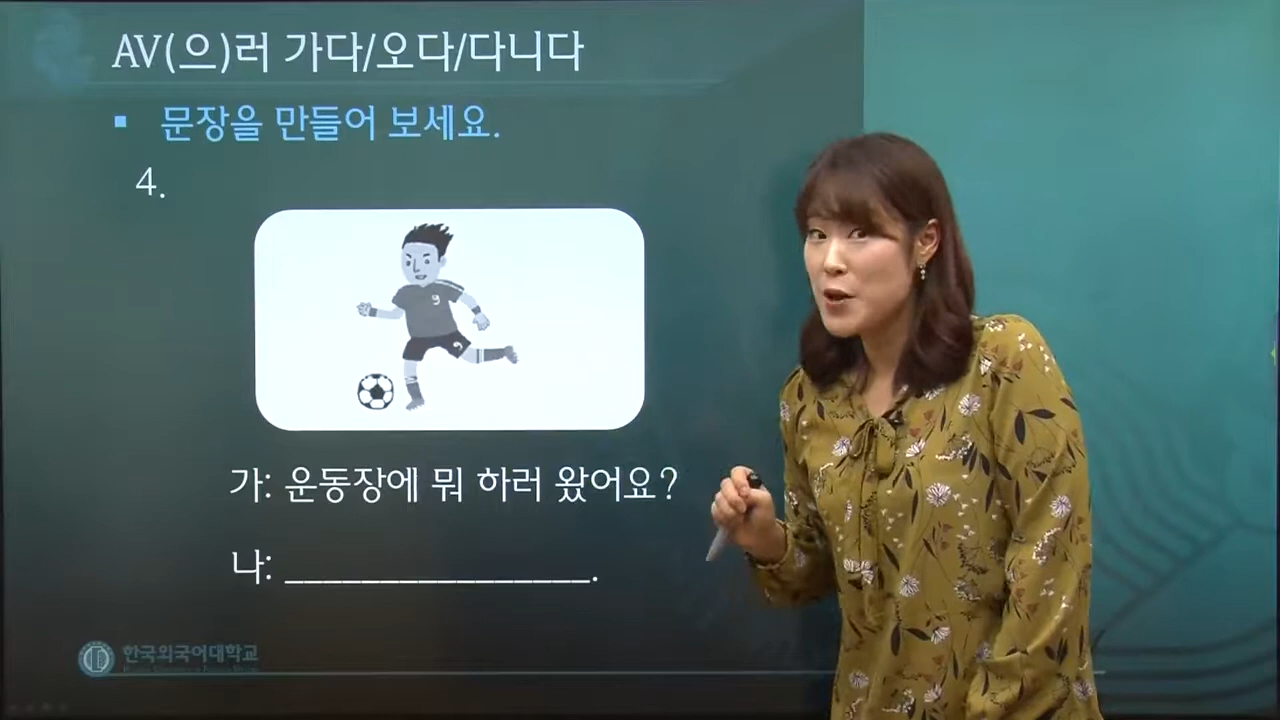 AV(으)러 가다/오다/다니다
▪ 문장을 만들어 보세요.
4.
9
가: 운동장에 뭐 하러 왔어요?
나: ________________.
한국외국어대학교